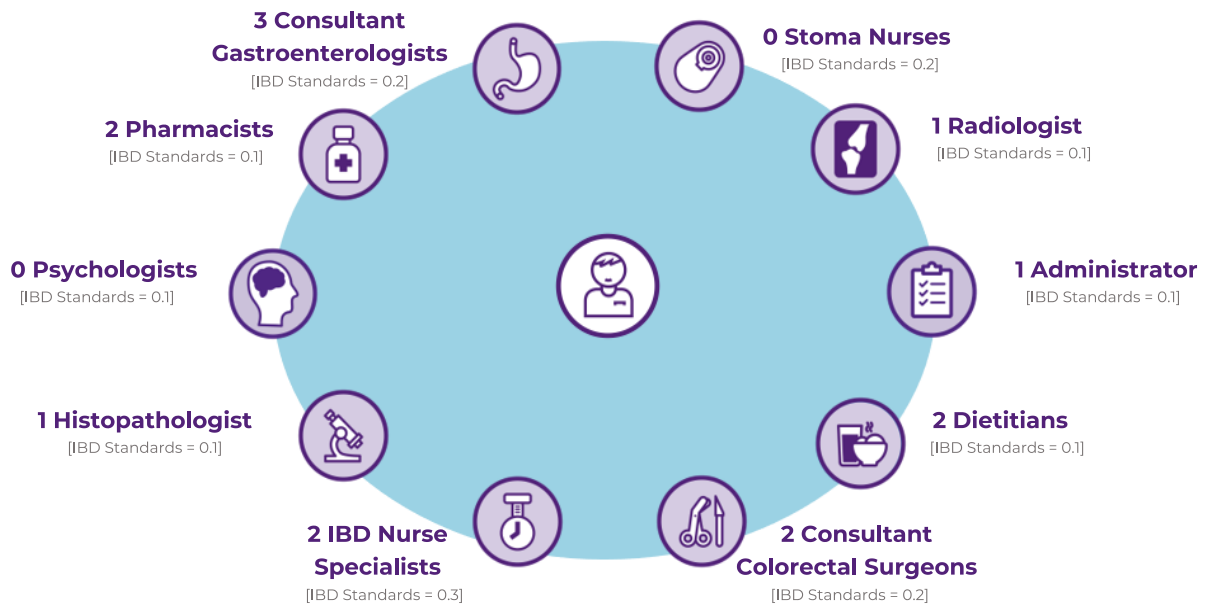 3 Consultant
Gastroenterologists
[IBD Standards = 0.2]
0 Stoma Nurses
[IBD Standards = 0.2]
2 Pharmacists
[IBD Standards = 0.1]
1 Radiologist
[IBD Standards = 0.1]
0 Psychologists
[IBD Standards = 0.1]
1 Administrator
[IBD Standards = 0.1]
1 Histopathologist
[IBD Standards = 0.1]
2 Dietitians
[IBD Standards = 0.1]
2 IBD Nurse
Specialists
[IBD Standards = 0.3]
2 Consultant
Colorectal Surgeons
[IBD Standards = 0.2]